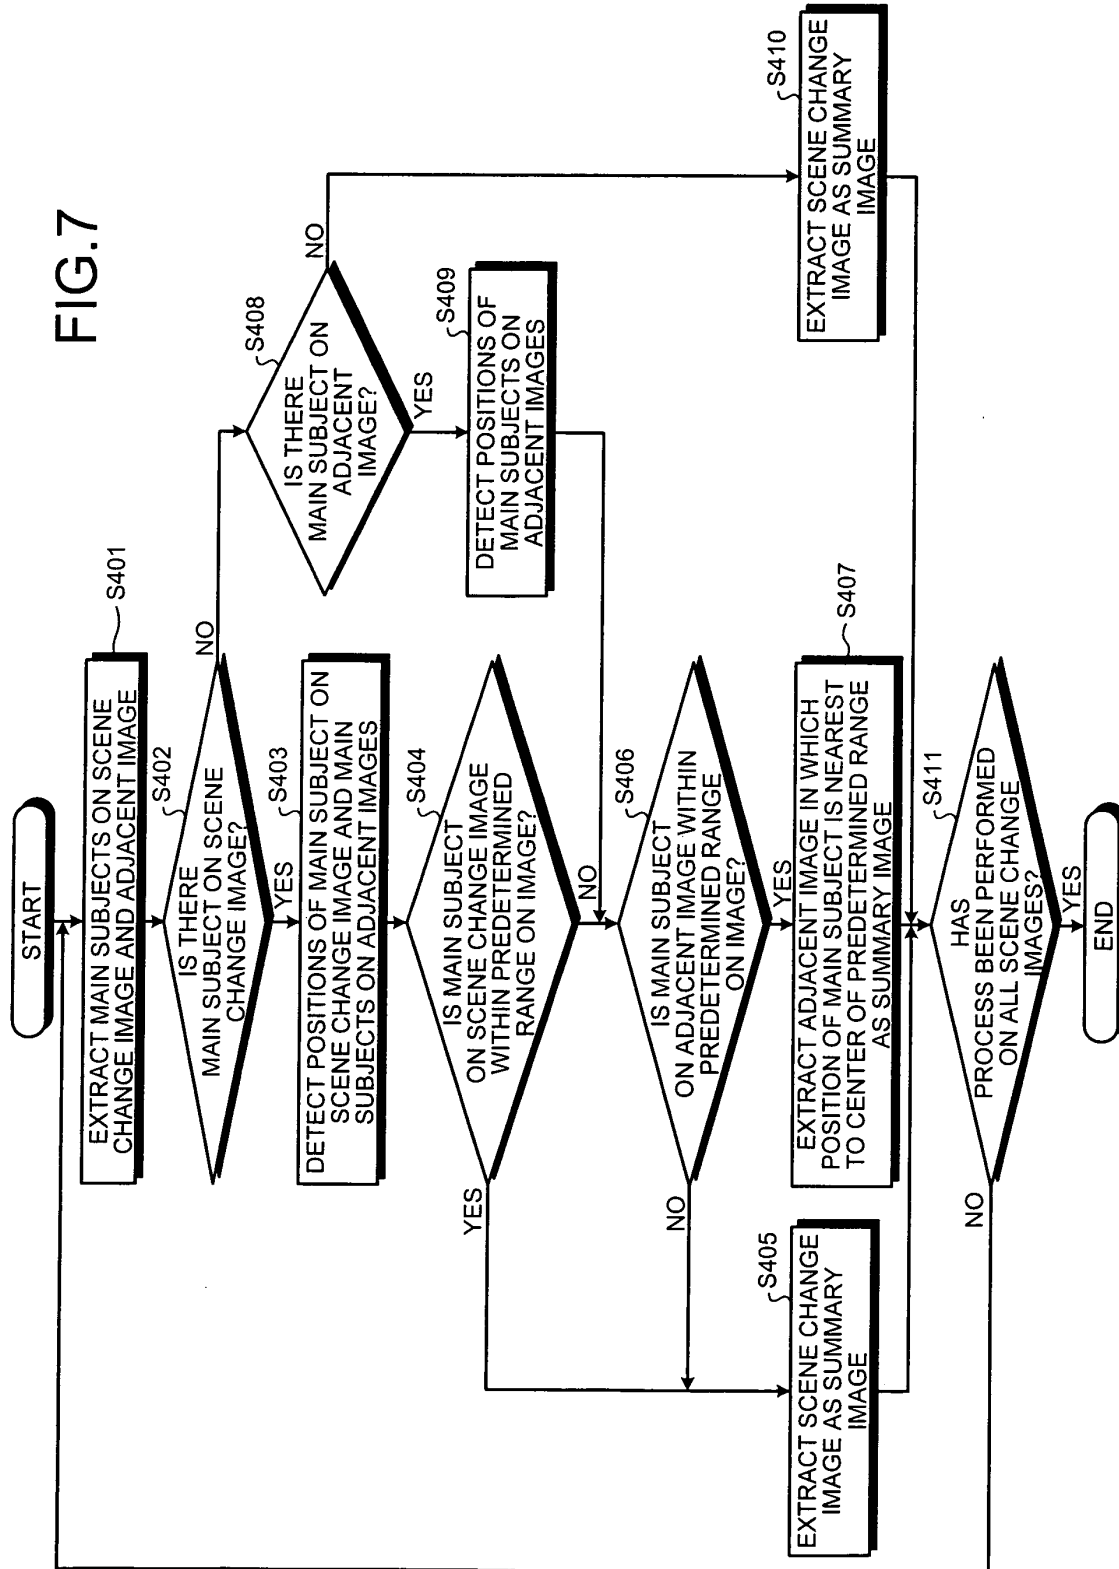 FIG.7
START
EXTRACT MAIN SUBJECTS ON SCENE
CHANGE IMAGE AND ADJACENT IMAGE
S401
S402
IS THERE
MAIN SUBJECT ON SCENE
CHANGE IMAGE?
NO
YES
S403
DETECT POSITIONS OF MAIN SUBJECT ON
SCENE CHANGE IMAGE AND MAIN
SUBJECTS ON ADJACENT IMAGES
S404
IS MAIN SUBJECT
ON SCENE CHANGE IMAGE
WITHIN PREDETERMINED
RANGE ON IMAGE?
YES
NO
S405
EXTRACT SCENE CHANGE
IMAGE AS SUMMARY
IMAGE
S406
IS MAIN SUBJECT
ON ADJACENT IMAGE WITHIN
PREDETERMINED RANGE
ON IMAGE?
NO
YES
S407
EXTRACT ADJACENT IMAGE IN WHICH
POSITION OF MAIN SUBJECT IS NEAREST
TO CENTER OF PREDETERMINED RANGE
AS SUMMARY IMAGE
S408
IS THERE
MAIN SUBJECT ON
ADJACENT
IMAGE?
NO
YES
S409
DETECT POSITIONS OF
MAIN SUBJECTS ON
ADJACENT IMAGES
S410
EXTRACT SCENE CHANGE
IMAGE AS SUMMARY
IMAGE
S411
HAS
PROCESS BEEN PERFORMED
ON ALL SCENE CHANGE
IMAGES?
NO
YES
END